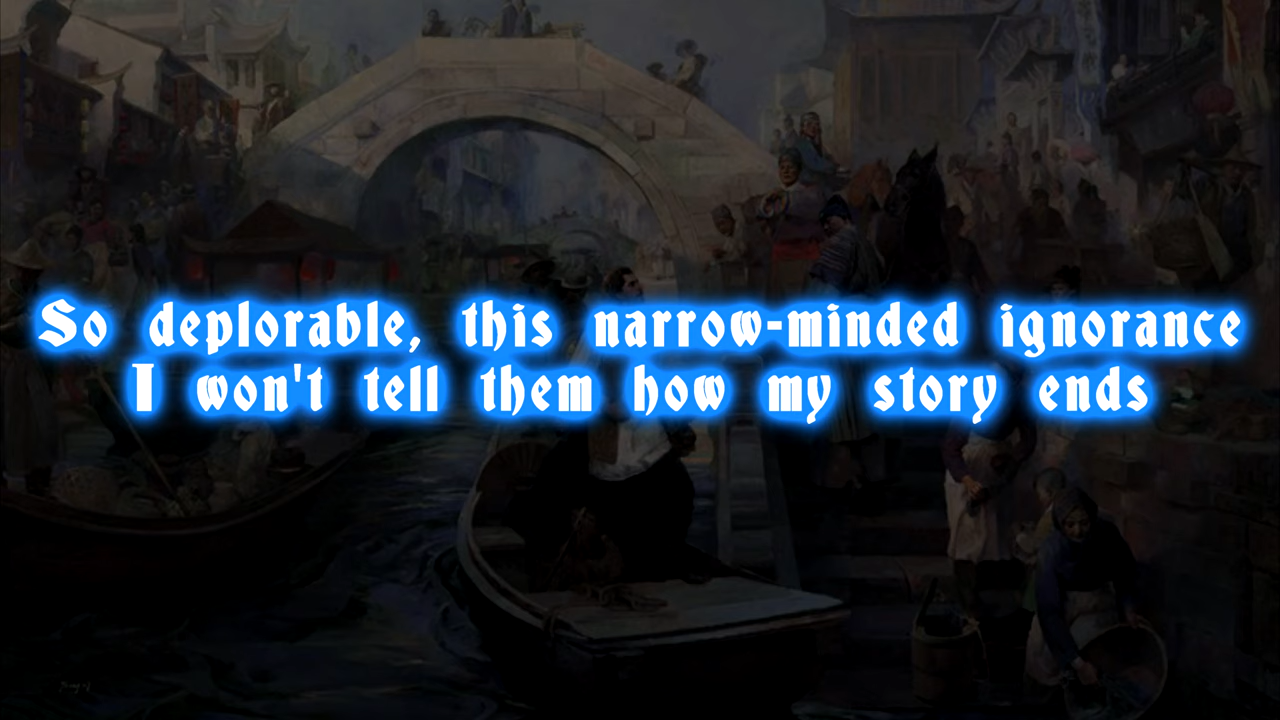 So deplorable, this narrow-minded ignorance
I won't tell them how my story ends